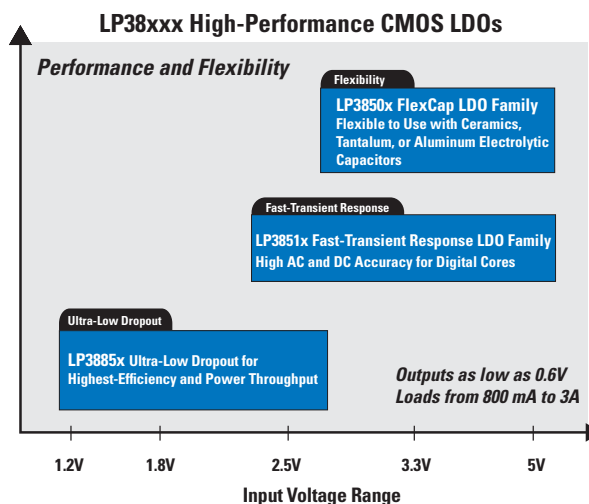 LP38xxx High-Performance CMOS LDOs
Performance and Flexibility
Flexibility
LP3850x FlexCap LDO Family
Flexible to Use with Ceramics,
Tantalum, or Aluminum Electrolytic
Capacitors
Fast-Transient Response
LP3851x Fast-Transient Response LDO Family
High AC and DC Accuracy for Digital Cores
Ultra-Low Dropout
LP3885x Ultra-Low Dropout for
Highest-Efficiency and Power Throughput
Outputs as low as 0.6V
Loads from 800 mA to 3A
1.2V 1.8V 2.5V 3.3V 5V
Input Voltage Range